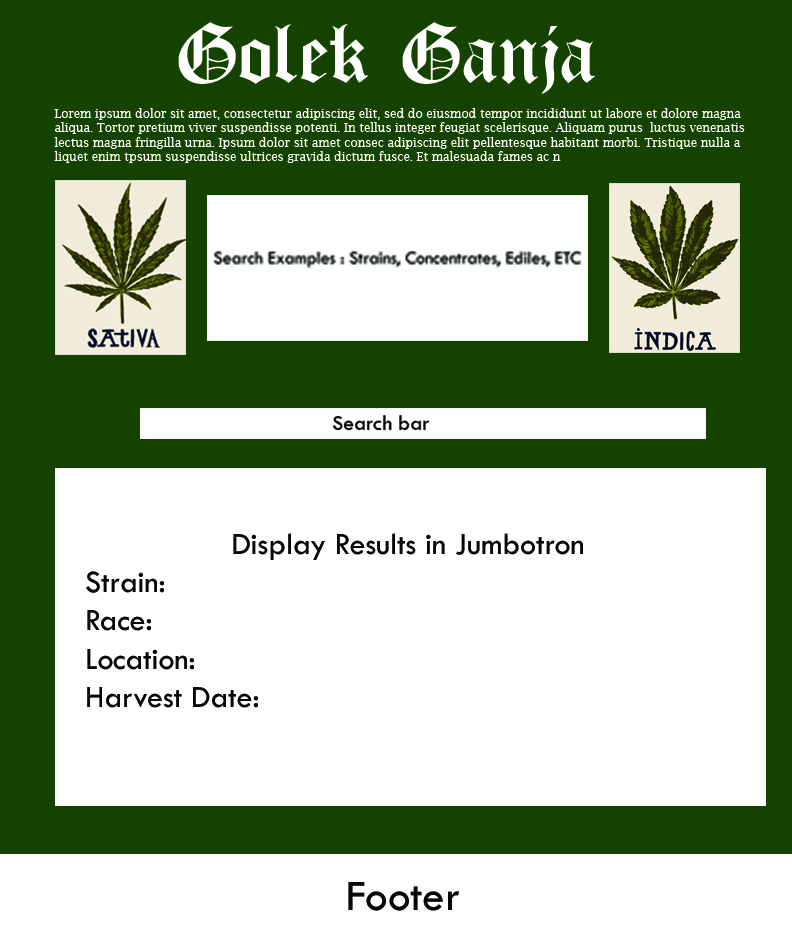 Golek Ganja
Lorem ipsum dolor sit amet, consectetur adipiscing elit, sed do eiusmod tempor incididunt ut labore et dolore magna
aliqua. Tortor pretium viver suspendisse potenti. In tellus integer feugiat scelerisque. Aliquam purus luctus venenatis
lectus magna fringilla urna. Ipsum dolor sit amet consec adipiscing elit pellentesque habitant morbi. Tristique nulla a
liquet enim tpsum suspendisse ultrices gravida dictum fusce. Et malesuada fames ac n
SAtIVA
Search Examples : Strains, Concentrates, Ediles, ETC
İNDICA
Search bar
Display Results in Jumbotron
Strain:
Race:
Location:
Harvest Date:
Footer